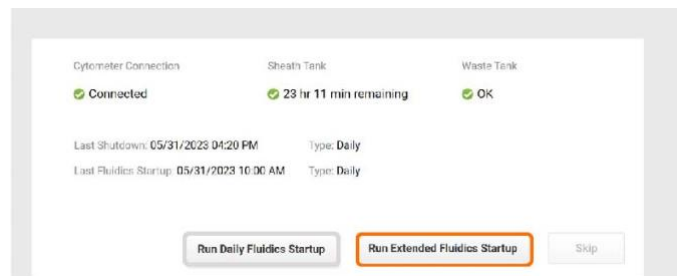 Cytometer Connection Sheath Tank Waste Tank
Connected 23 hr 11 min remaining OK
Last Shutdown: 05/31/2023 04:20 PM Type: Daily
Last Fluidics Startup: 05/31/2023 10:00 AM Type: Daily
Run Daily Fluidics Startup Run Extended Fluidics Startup Skip